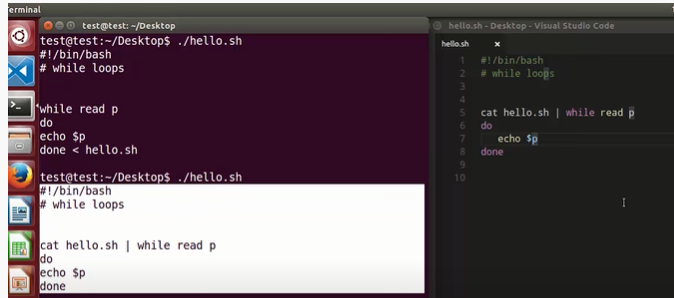 Terminal
test@test: ~/Desktop
test@test:~/Desktop$ ./hello.sh
#!/bin/bash
# while loops
while read p
do
echo $p
done < hello.sh
test@test:~/Desktop$ ./hello.sh
#!/bin/bash
# while loops
cat hello.sh | while read p
do
echo $p
done
hello.sh - Desktop - Visual Studio Code
hello.sh ×
1 #!/bin/bash
2 # while loops
3
4
5 cat hello.sh | while read p
6 do
7 echo $p
8 done
9
10